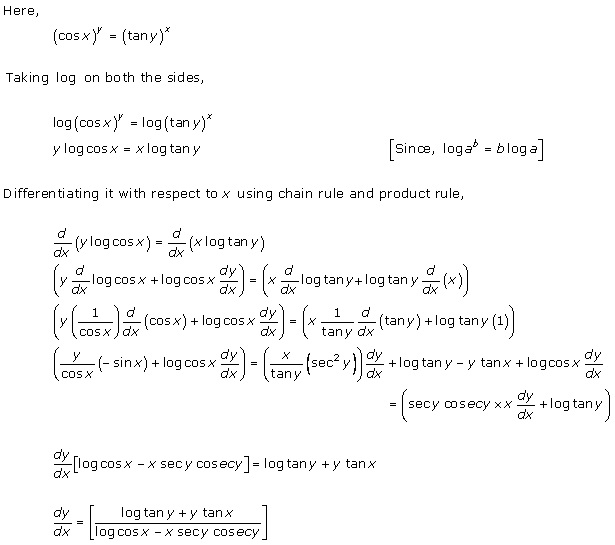 Here,
(cos x)^y = (tan y)^x
Taking log on both the sides,
log(cos x)^y = log(tan y)^x
y log cos x = x log tan y [Since, log a^b = b log a]
Differentiating it with respect to x using chain rule and product rule,
d/dx (y log cos x) = d/dx (x log tan y)
(y d/dx log cos x + log cos x dy/dx) = (x d/dx log tan y + log tan y d/dx (x))
(y (1/cos x) d/dx (cos x) + log cos x dy/dx) = (x 1/tan y d/dx (tan y) + log tan y (1))
(y/cos x (− sin x) + log cos x dy/dx) = (x/tan y (sec² y)) dy/dx + log tan y − y tan x + log cos x dy/dx
= (sec y cosec y × x dy/dx + log tan y)
dy/dx [log cos x − x sec y cosec y] = log tan y + y tan x
dy/dx = [(log tan y + y tan x)/(log cos x − x sec y cosec y)]